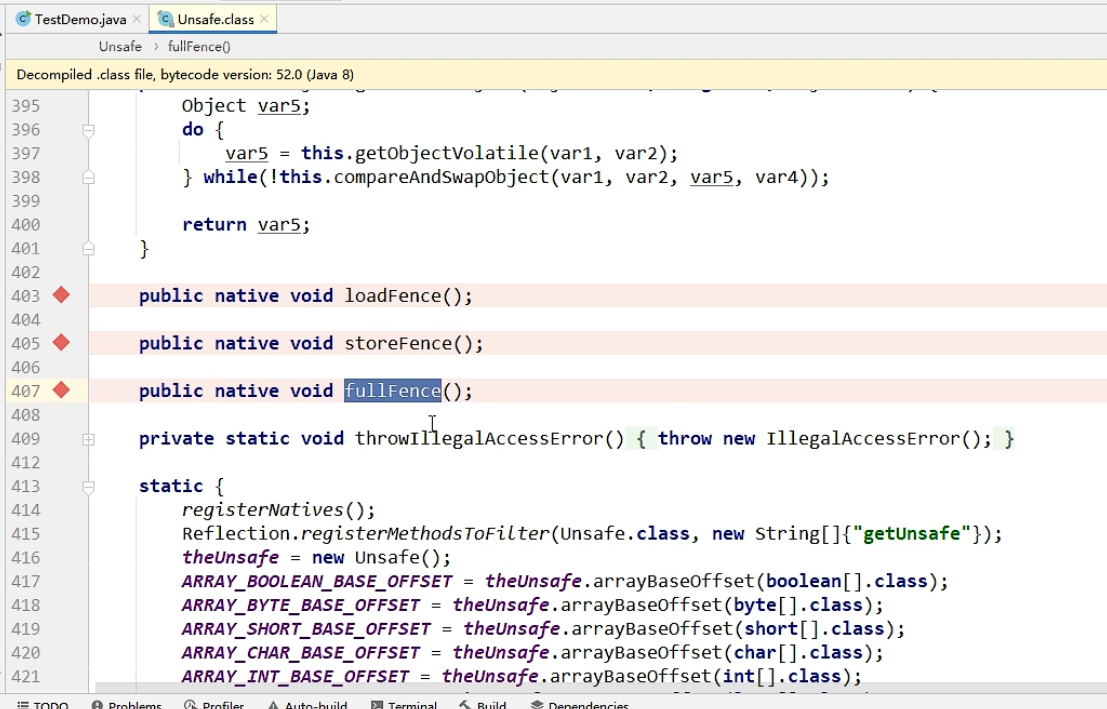 TestDemo.java Unsafe.class
Unsafe fullFence()
Decompiled .class file, bytecode version: 52.0 (Java 8)
395 Object var5;
396 do {
397 var5 = this.getObjectVolatile(var1, var2);
398 } while(!this.compareAndSwapObject(var1, var2, var5, var4));
399
400 return var5;
401 }
402
403 public native void loadFence();
404
405 public native void storeFence();
406
407 public native void fullFence();
408
409 private static void throwIllegalAccessError() { throw new IllegalAccessError(); }
412
413 static {
414 registerNatives();
415 Reflection.registerMethodsToFilter(Unsafe.class, new String[]{"getUnsafe"});
416 theUnsafe = new Unsafe();
417 ARRAY_BOOLEAN_BASE_OFFSET = theUnsafe.arrayBaseOffset(boolean[].class);
418 ARRAY_BYTE_BASE_OFFSET = theUnsafe.arrayBaseOffset(byte[].class);
419 ARRAY_SHORT_BASE_OFFSET = theUnsafe.arrayBaseOffset(short[].class);
420 ARRAY_CHAR_BASE_OFFSET = theUnsafe.arrayBaseOffset(char[].class);
421 ARRAY_INT_BASE_OFFSET = theUnsafe.arrayBaseOffset(int[].class);
TODO Problems Profiler Auto-build Terminal Build Dependencies